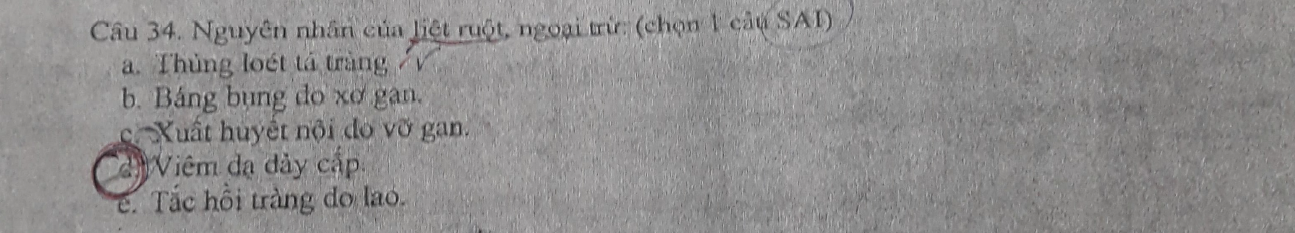 Câu 34. Nguyên nhân của liệt ruột, ngoại trừ: (chọn 1 câu SAI)
a. Thủng loét tá tràng
b. Báng bụng do xơ gan.
c. Xuất huyết nội do vỡ gan.
d. Viêm dạ dày cấp.
e. Tắc hồi tràng do lao.